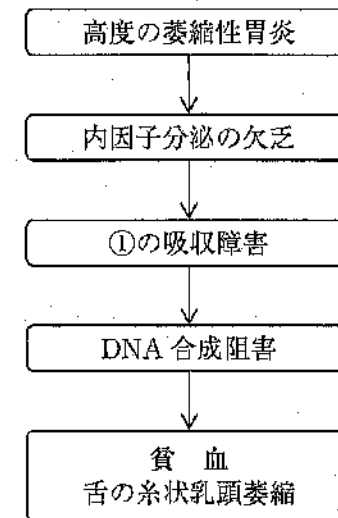 高度の萎縮性胃炎
内因子分泌の欠乏
①の吸収障害
DNA 合成阻害
貧 血
舌の糸状乳頭萎縮